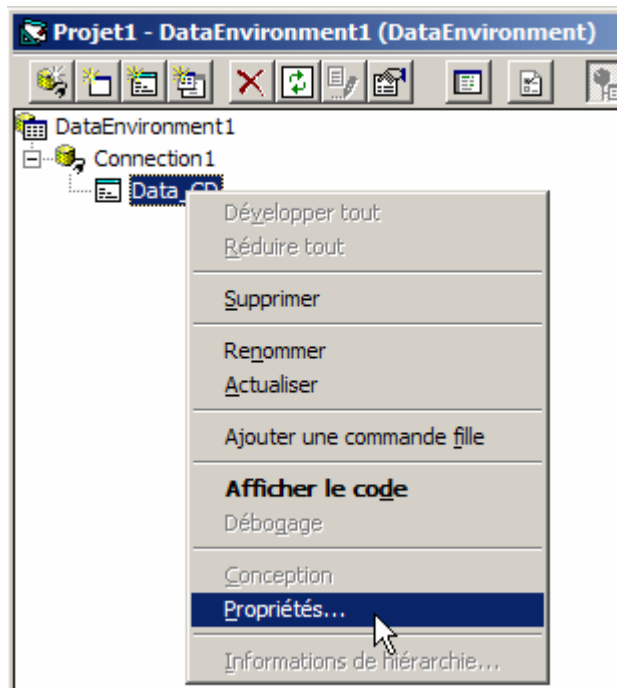 Projet1 - DataEnvironment1 (DataEnvironment)
DataEnvironment1
Connection1
Data_CD
Développer tout
Réduire tout
Supprimer
Renommer
Actualiser
Ajouter une commande fille
Afficher le code
Débogage
Conception
Propriétés...
Informations de hiérarchie...